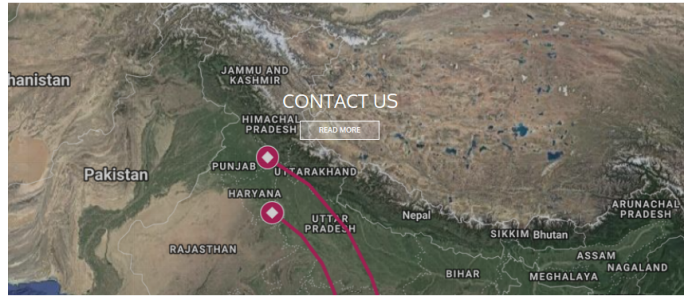 hanistan
JAMMU AND
KASHMIR
CONTACT US
HIMACHAL
PRADESH
READ MORE
PUNJAB
UTTARAKHAND
Pakistan
HARYANA
ARUNACHAL
PRADESH
Nepal
UTTAR
PRADESH
SIKKIM Bhutan
RAJASTHAN
ASSAM
NAGALAND
BIHAR
MEGHALAYA